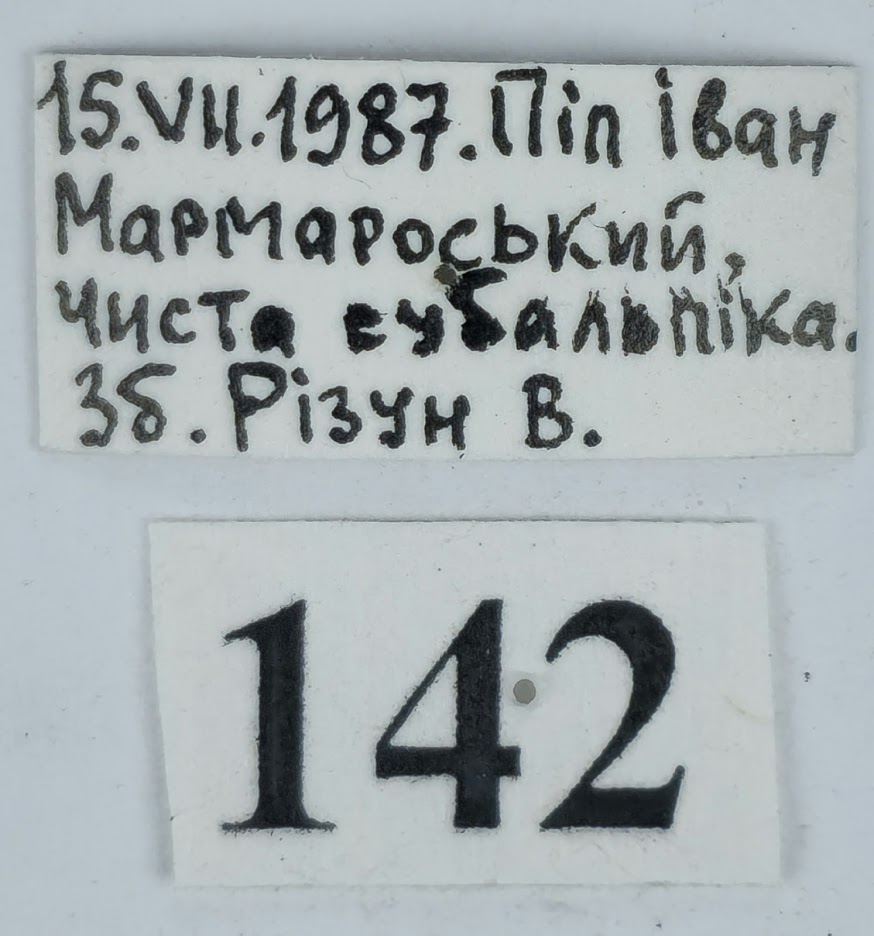 15.VII.1987. Піп Іван
Мармароський,
чиста субальпіка.
Зб. Різун В.
142